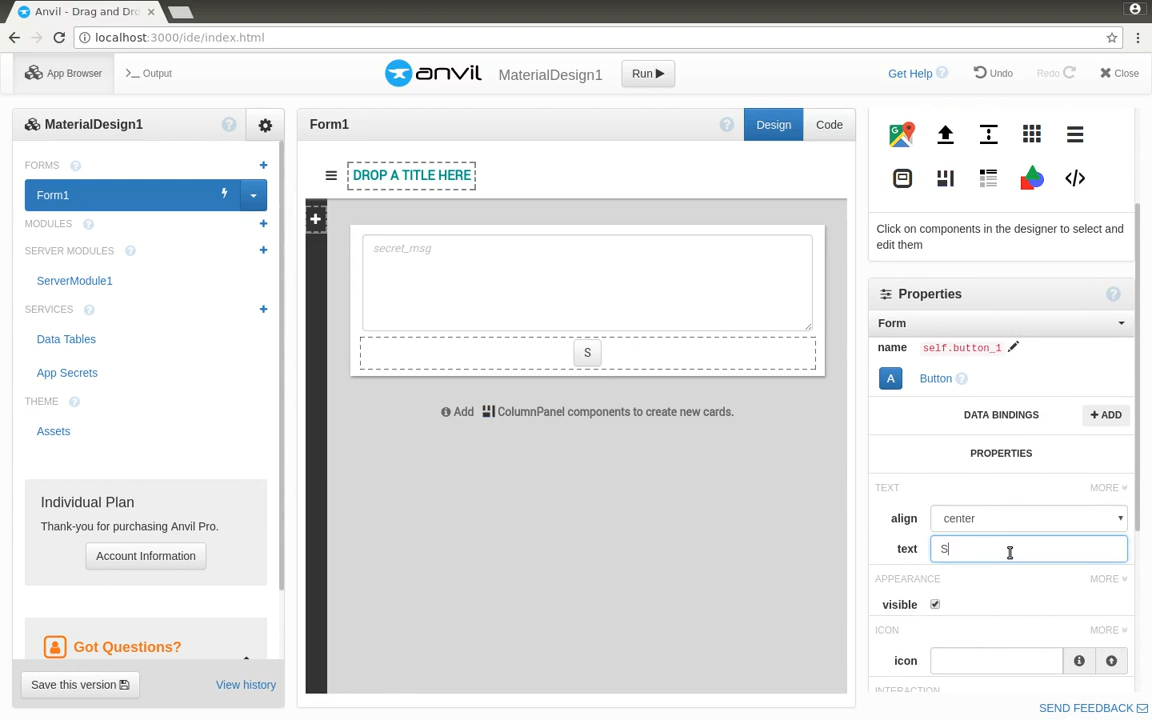 Anvil - Drag and Dro
localhost:3000/ide/index.html
App Browser
>_ Output
anvil
MaterialDesign1
Run
Get Help ?
Undo
Redo
Close
MaterialDesign1 ?
FORMS ? +
Form1
MODULES ? +
SERVER MODULES ? +
ServerModule1
SERVICES ? +
Data Tables
App Secrets
THEME ?
Assets
Individual Plan
Thank-you for purchasing Anvil Pro.
Account Information
Got Questions?
Save this version
View history
Form1 ?
Design
Code
DROP A TITLE HERE
+
secret_msg
S
Add ColumnPanel components to create new cards.
G
</>
Click on components in the designer to select and
edit them
Properties ?
Form
name self.button_1
A Button ?
DATA BINDINGS
+ ADD
PROPERTIES
TEXT MORE
align center
text S
APPEARANCE MORE
visible
ICON MORE
icon
INTERACTION
SEND FEEDBACK